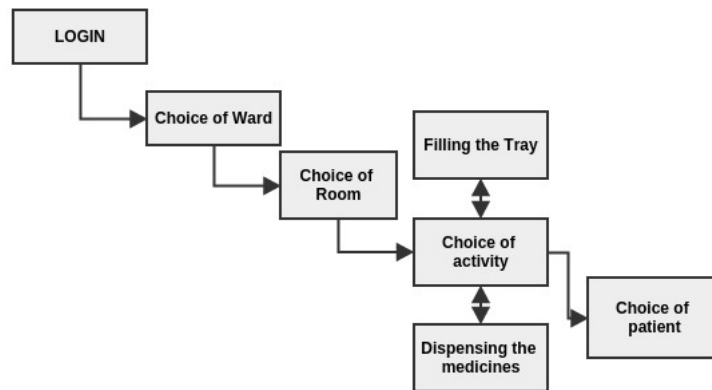 LOGIN
Choice of Ward
Filling the Tray
Choice of
Room
Choice of
activity
Choice of
patient
Dispensing the
medicines